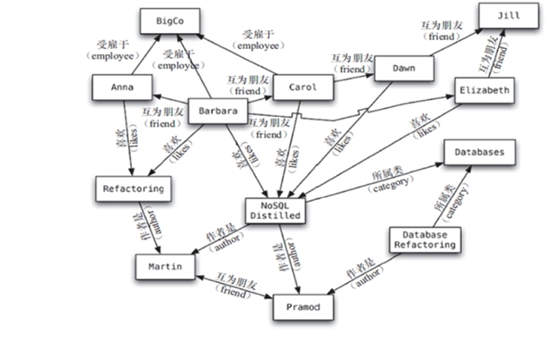 BigCo
Jill
受雇于
(employee)
受雇于
(employee)
受雇于
(employee)
互为朋友
(friend)
互为朋友
(friend)
Dawn
互为朋友
(friend)
Anna
Carol
Elizabeth
互为朋友
(friend)
Barbara
互为朋友
(friend)
互为朋友
(friend)
喜欢
(likes)
喜欢
(likes)
喜欢
(likes)
喜欢
(likes)
喜欢
(likes)
喜欢
(likes)
Databases
Refactoring
所属类
(category)
所属类
(category)
NoSQL
Distilled
作者是
(author)
作者是
(author)
作者是
(author)
Database
Refactoring
作者是
(author)
Martin
互为朋友
(friend)
Pramod